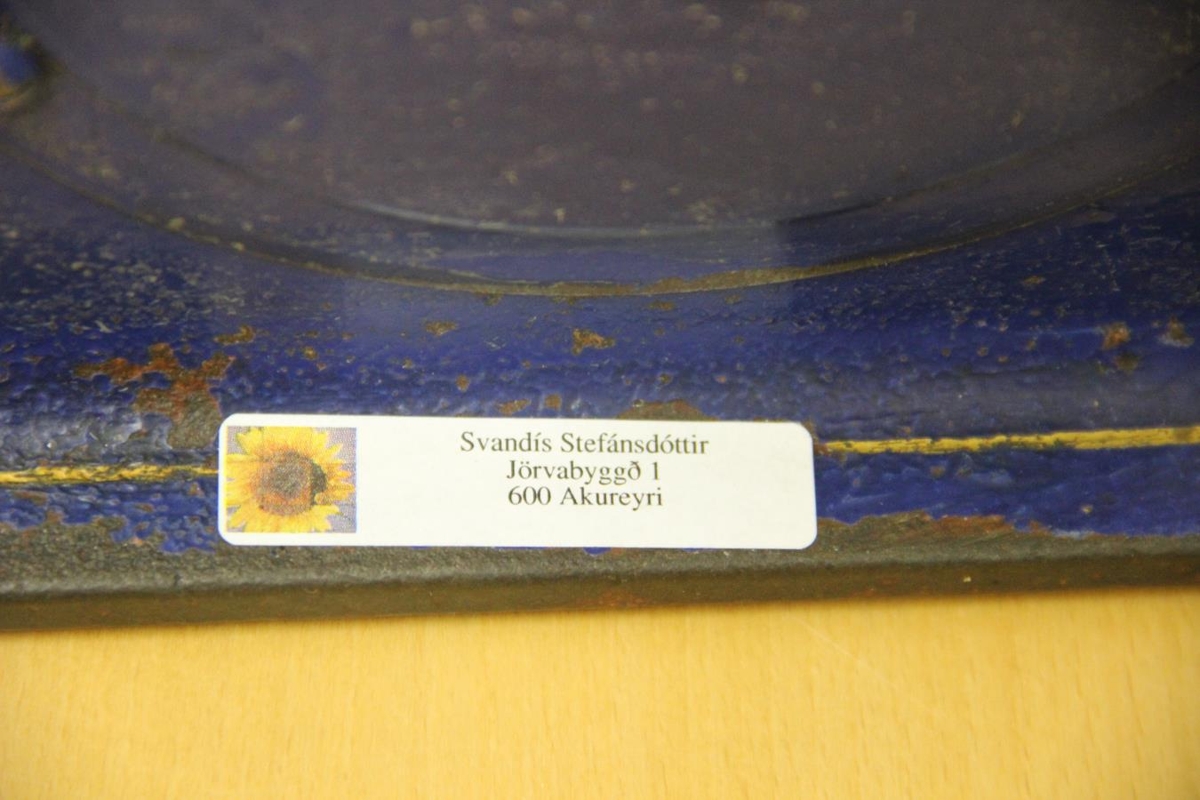 Svandís Stefánsdóttir
Jörvabyggð 1
600 Akureyri